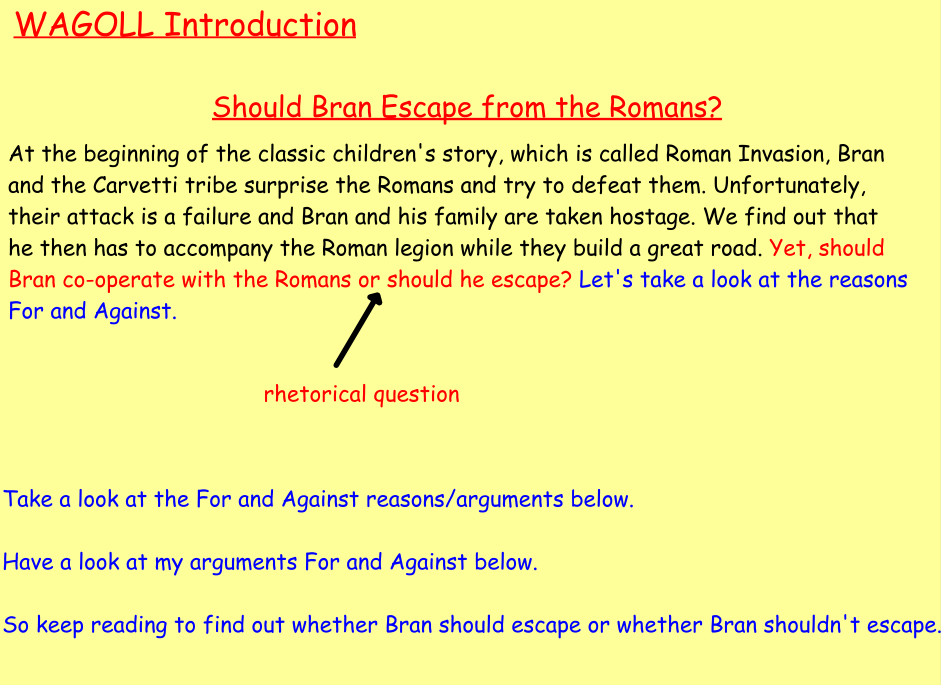 WAGOLL Introduction
Should Bran Escape from the Romans?
At the beginning of the classic children's story, which is called Roman Invasion, Bran
and the Carvetti tribe surprise the Romans and try to defeat them. Unfortunately,
their attack is a failure and Bran and his family are taken hostage. We find out that
he then has to accompany the Roman legion while they build a great road. Yet, should
Bran co-operate with the Romans or should he escape? Let's take a look at the reasons
For and Against.
rhetorical question
Take a look at the For and Against reasons/arguments below.
Have a look at my arguments For and Against below.
So keep reading to find out whether Bran should escape or whether Bran shouldn't escape.